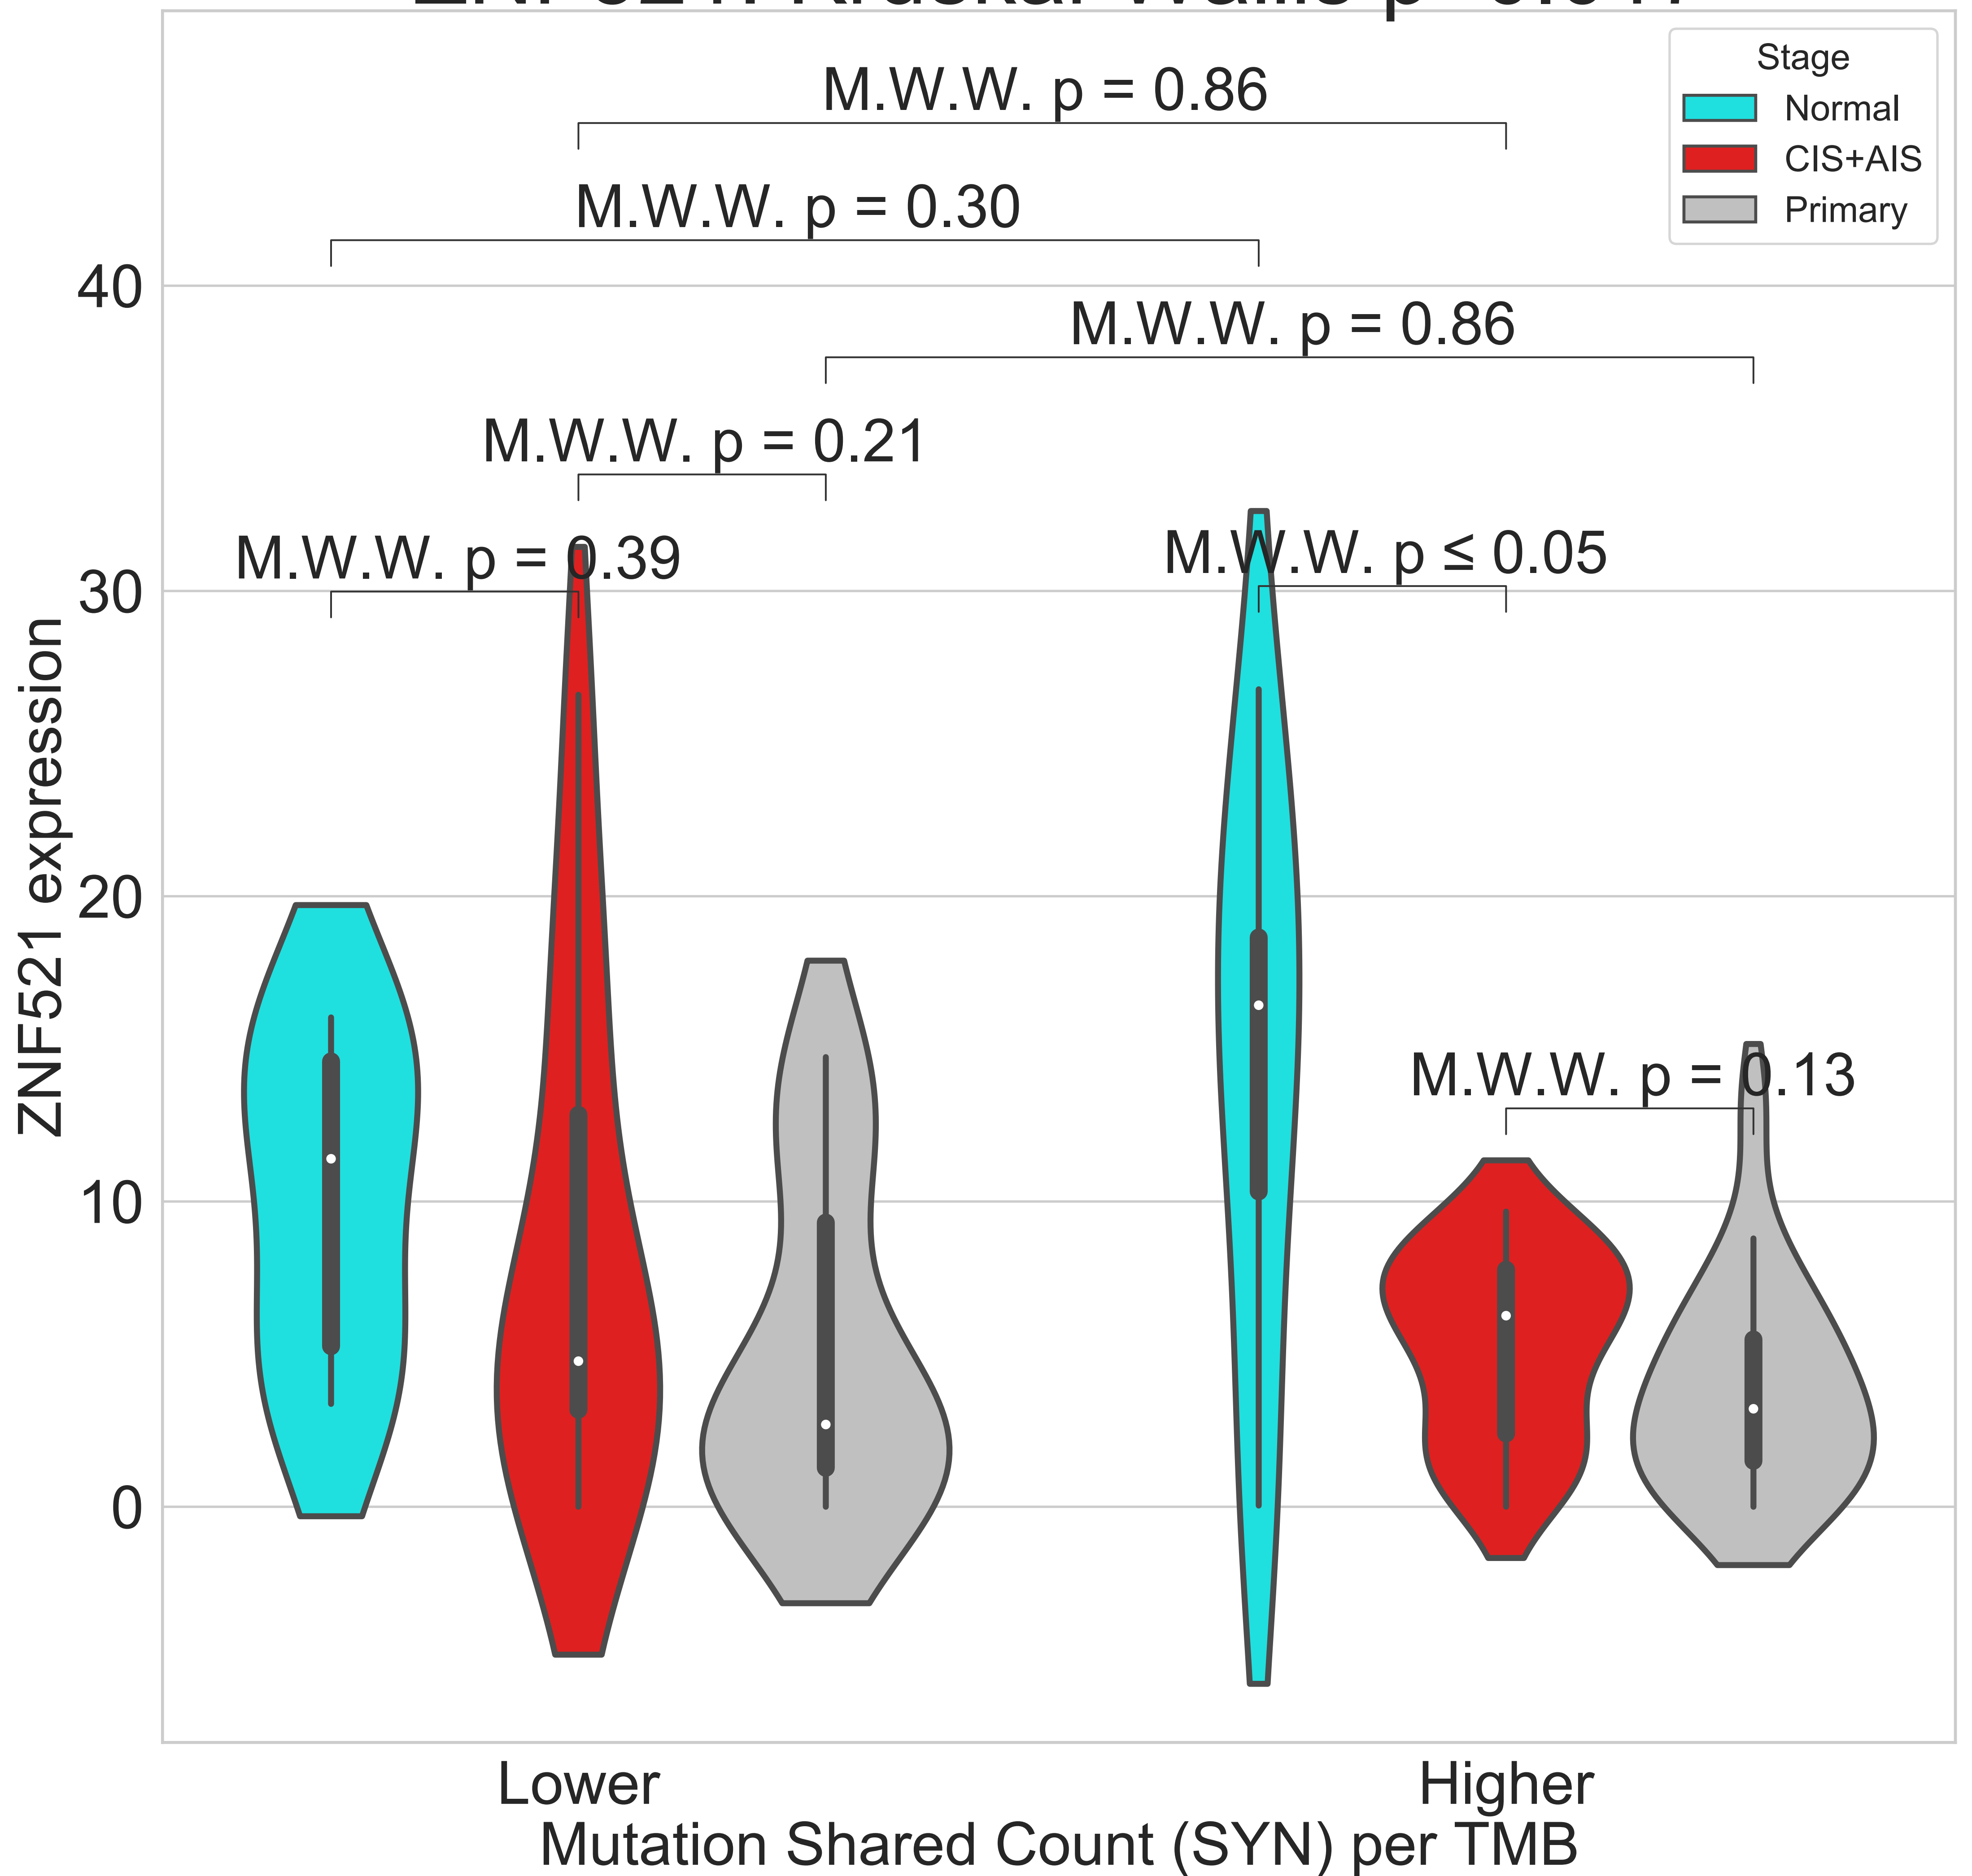 M.W.W. p = 0.86
Stage
Normal
CIS+AIS
Primary
M.W.W. p = 0.30
40
M.W.W. p = 0.86
M.W.W. p = 0.21
M.W.W. p = 0.39
M.W.W. p ≤ 0.05
30
ZNF521 expression
20
M.W.W. p = 0.13
10
0
Lower
Higher
Mutation Shared Count (SYN) per TMB